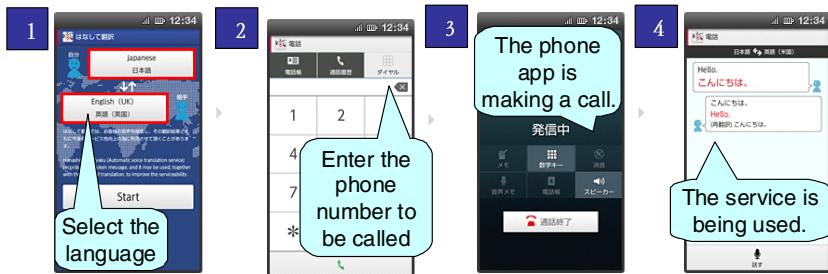 1
12:34
はなして翻訳
自分
Japanese
日本語
English (UK)
英語 (英国)
相手
Start
Select the
language
2
12:34
電話
電話帳
通話履歴
ダイヤル
1
2
4
7
*
Enter the
phone
number to
be called
3
12:34
The phone
app is
making a call.
発信中
メモ
数字キー
消音
音声メモ
電話帳
スピーカー
通話終了
4
12:34
電話
日本語 英語 (米国)
Hello.
こんにちは。
こんにちは。
Hello.
(再翻訳) こんにちは。
The service is
being used.
話す